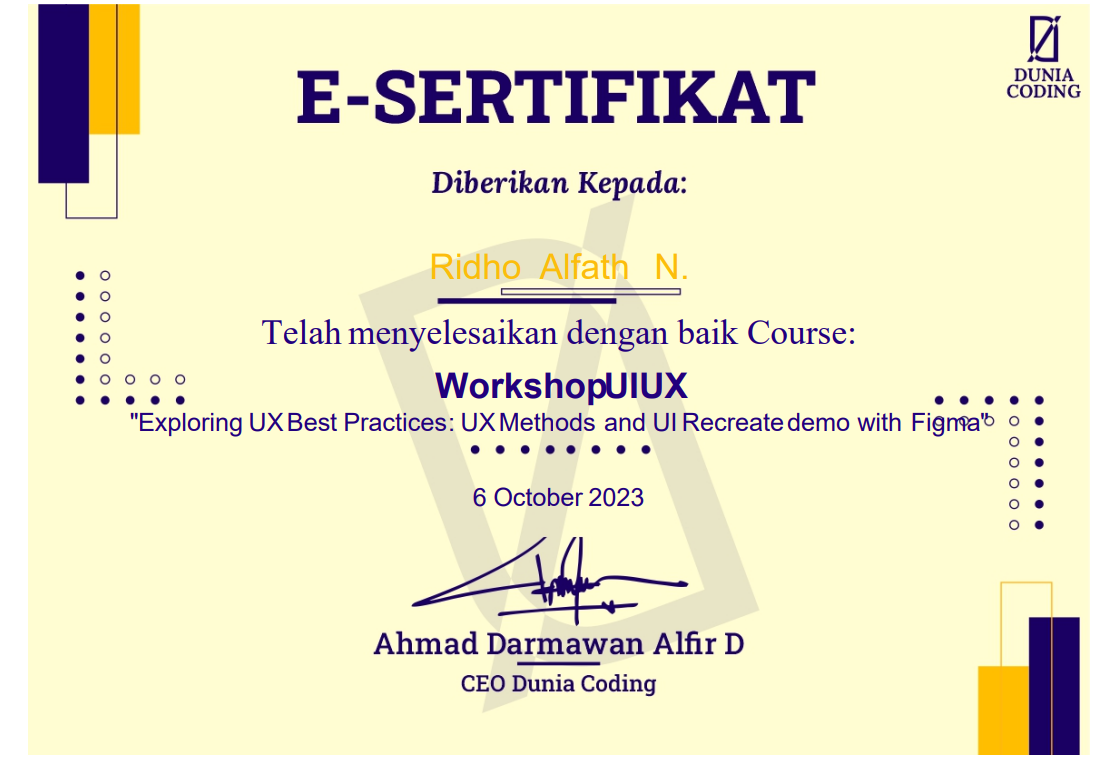 DUNIA
CODING
E-SERTIFIKAT
Diberikan Kepada:
Ridho Alfath N.
Telah menyelesaikan dengan baik Course:
WorkshopUIUX
"Exploring UX Best Practices: UX Methods and UI Recreate demo with Figma"
6 October 2023
Ahmad Darmawan Alfir D
CEO Dunia Coding